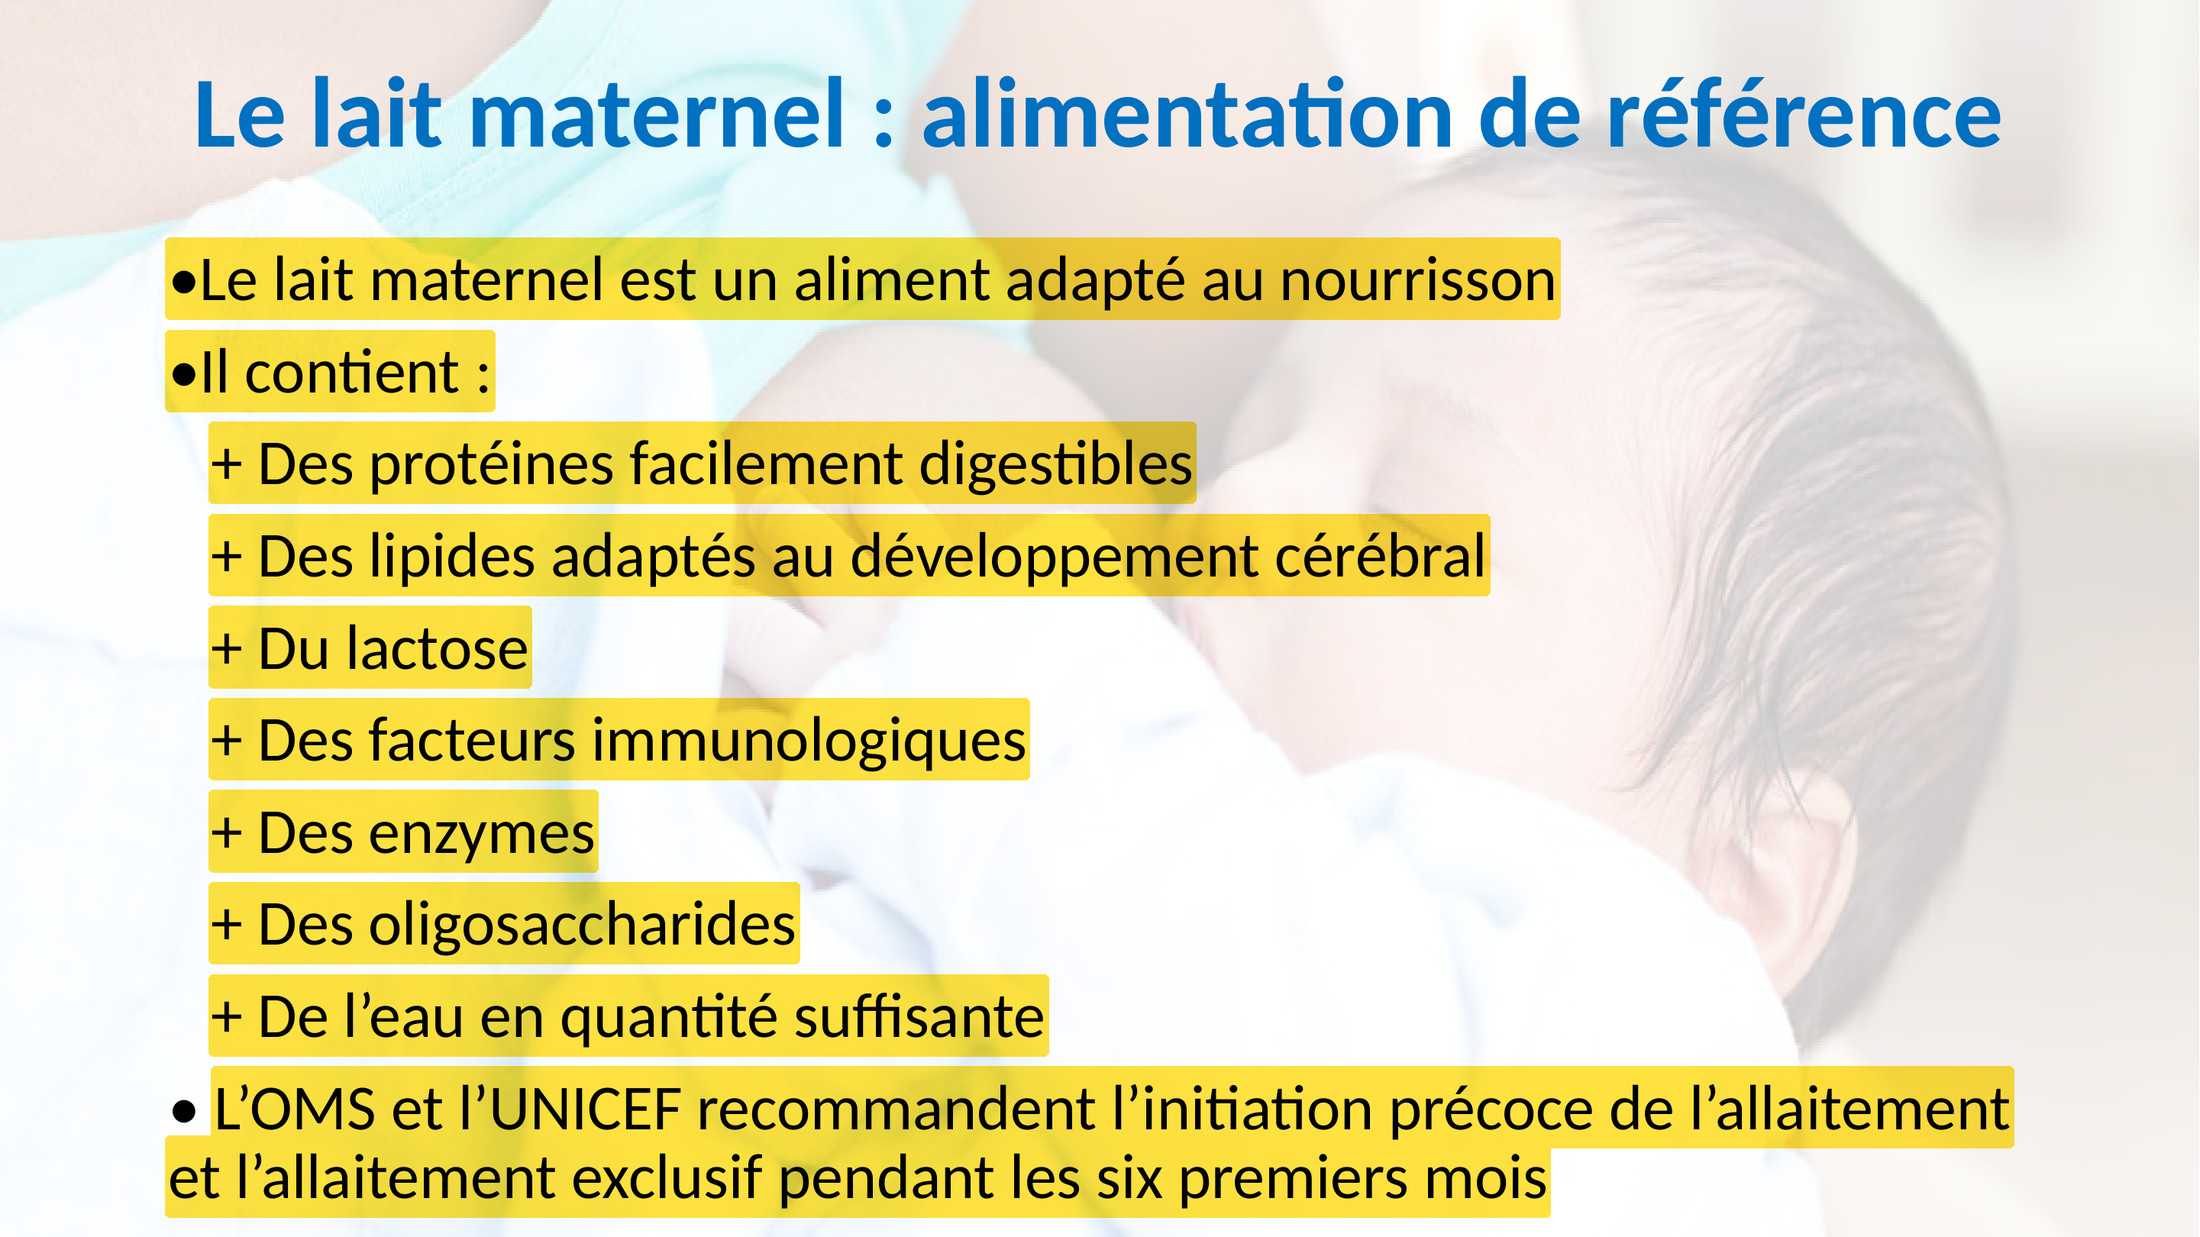 Le lait maternel : alimentation de référence
•Le lait maternel est un aliment adapté au nourrisson
•Il contient :
+ Des protéines facilement digestibles
+ Des lipides adaptés au développement cérébral
+ Du lactose
+ Des facteurs immunologiques
+ Des enzymes
+ Des oligosaccharides
+ De l’eau en quantité suffisante
• L’OMS et l’UNICEF recommandent l’initiation précoce de l’allaitement
et l’allaitement exclusif pendant les six premiers mois